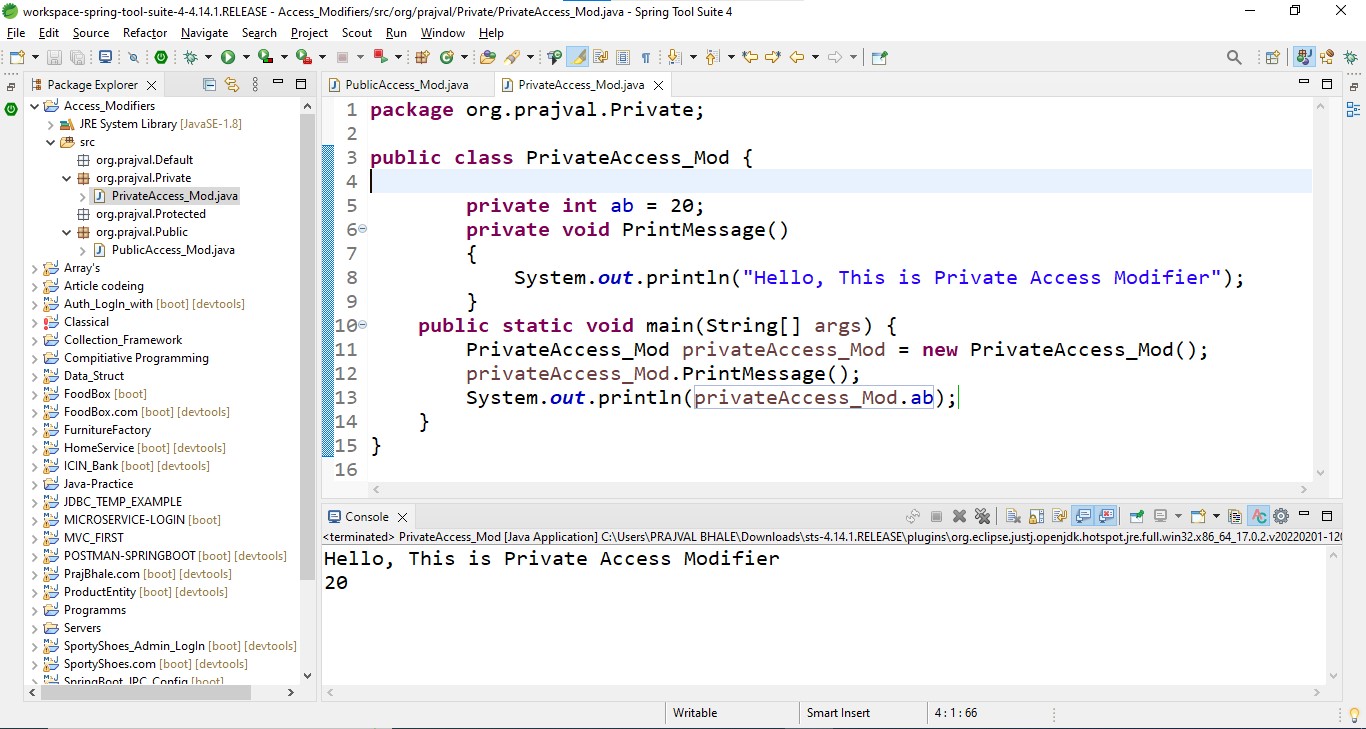 workspace-spring-tool-suite-4-4.14.1.RELEASE - Access_Modifiers/src/org/prajval/Private/PrivateAccess_Mod.java - Spring Tool Suite 4
File Edit Source Refactor Navigate Search Project Scout Run Window Help
Package Explorer
Access_Modifiers
JRE System Library [JavaSE-1.8]
src
org.prajval.Default
org.prajval.Private
PrivateAccess_Mod.java
org.prajval.Protected
org.prajval.Public
PublicAccess_Mod.java
Array's
Article codeing
Auth_LogIn_with [boot] [devtools]
Classical
Collection_Framework
Compitiative Programming
Data_Struct
FoodBox [boot]
FoodBox.com [boot] [devtools]
FurnitureFactory
HomeService [boot] [devtools]
ICIN_Bank [boot] [devtools]
Java-Practice
JDBC_TEMP_EXAMPLE
MICROSERVICE-LOGIN [boot]
MVC_FIRST
POSTMAN-SPRINGBOOT [boot] [devtools]
PrajBhale.com [boot] [devtools]
ProductEntity [boot] [devtools]
Programms
Servers
SportyShoes_Admin_LogIn [boot] [devtools]
SportyShoes.com [boot] [devtools]
SpringBoot_JPC_Config [boot]
PublicAccess_Mod.java PrivateAccess_Mod.java
1 package org.prajval.Private;
2
3 public class PrivateAccess_Mod {
4
5 private int ab = 20;
6 private void PrintMessage()
7 {
8 System.out.println("Hello, This is Private Access Modifier");
9 }
10 public static void main(String[] args) {
11 PrivateAccess_Mod privateAccess_Mod = new PrivateAccess_Mod();
12 privateAccess_Mod.PrintMessage();
13 System.out.println(privateAccess_Mod.ab);
14 }
15 }
16
Console
<terminated> PrivateAccess_Mod [Java Application] C:\Users\PRAJVAL BHALE\Downloads\sts-4.14.1.RELEASE\plugins\org.eclipse.justj.openjdk.hotspot.jre.full.win32.x86_64_17.0.2.v20220201-120
Hello, This is Private Access Modifier
20
Writable Smart Insert 4 : 1 : 66